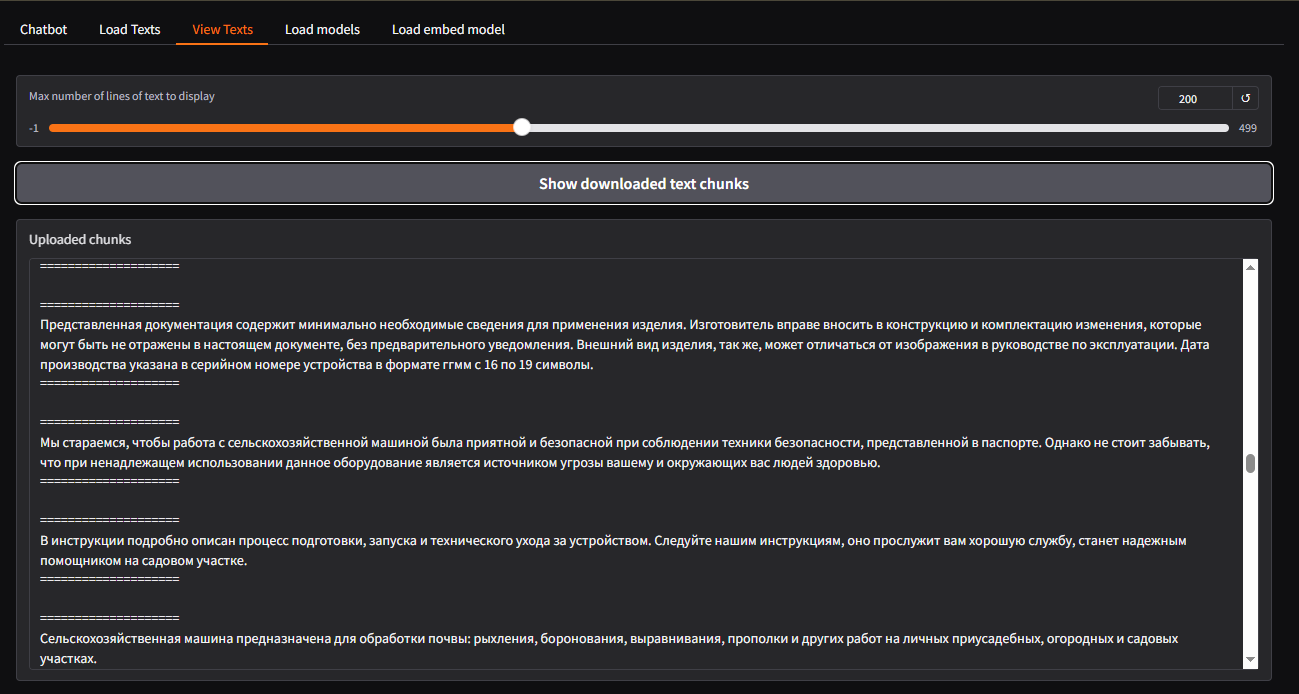 Chatbot
Load Texts
View Texts
Load models
Load embed model
Max number of lines of text to display
200
↺
-1
499
Show downloaded text chunks
Uploaded chunks
====================
====================
Представленная документация содержит минимально необходимые сведения для применения изделия. Изготовитель вправе вносить в конструкцию и комплектацию изменения, которые
могут быть не отражены в настоящем документе, без предварительного уведомления. Внешний вид изделия, так же, может отличаться от изображения в руководстве по эксплуатации. Дата
производства указана в серийном номере устройства в формате ггмм с 16 по 19 символы.
====================
====================
Мы стараемся, чтобы работа с сельскохозяйственной машиной была приятной и безопасной при соблюдении техники безопасности, представленной в паспорте. Однако не стоит забывать,
что при ненадлежащем использовании данное оборудование является источником угрозы вашему и окружающих вас людей здоровью.
====================
====================
В инструкции подробно описан процесс подготовки, запуска и технического ухода за устройством. Следуйте нашим инструкциям, оно прослужит вам хорошую службу, станет надежным
помощником на садовом участке.
====================
====================
Сельскохозяйственная машина предназначена для обработки почвы: рыхления, боронования, выравнивания, прополки и других работ на личных приусадебных, огородных и садовых
участках.